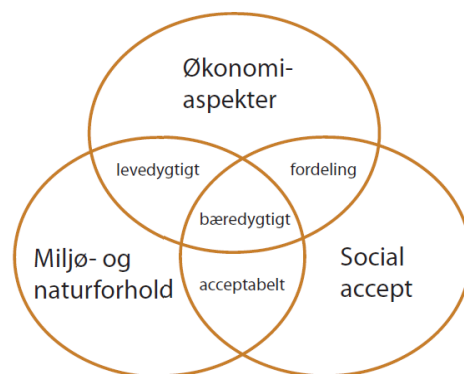 Økonomi-
aspekter
levedygtigt
fordeling
bæredygtigt
Miljø- og
naturforhold
acceptabelt
Social
accept